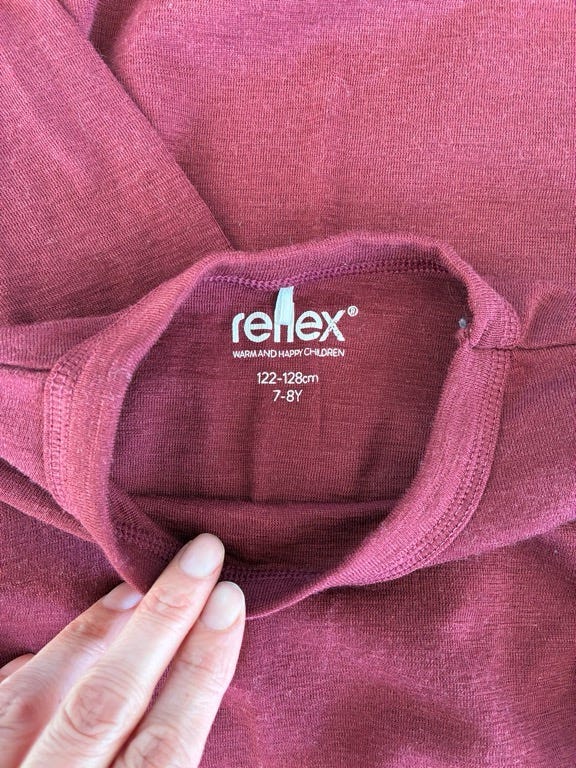 reflex®
WARM AND HAPPY CHILDREN
122-128cm
7-8Y